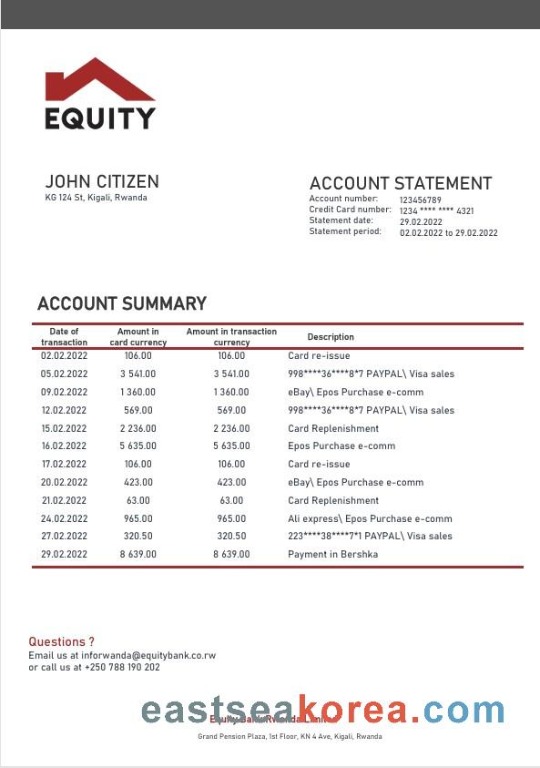 EQUITY
JOHN CITIZEN
KG 124 St, Kigali, Rwanda
ACCOUNT STATEMENT
Account number: 123456789
Credit Card number: 1234 **** **** 4321
Statement date: 29.02.2022
Statement period: 02.02.2022 to 29.02.2022
ACCOUNT SUMMARY
Date of transaction Amount in card currency Amount in transaction currency Description
02.02.2022 106.00 106.00 Card re-issue
05.02.2022 3 541.00 3 541.00 998****36****8*7 PAYPAL\ Visa sales
09.02.2022 1 360.00 1 360.00 eBay\ Epos Purchase e-comm
12.02.2022 569.00 569.00 998****36****8*7 PAYPAL\ Visa sales
15.02.2022 2 236.00 2 236.00 Card Replenishment
16.02.2022 5 635.00 5 635.00 Epos Purchase e-comm
17.02.2022 106.00 106.00 Card re-issue
20.02.2022 423.00 423.00 eBay\ Epos Purchase e-comm
21.02.2022 63.00 63.00 Card Replenishment
24.02.2022 965.00 965.00 Ali express\ Epos Purchase e-comm
27.02.2022 320.50 320.50 223****38****7*1 PAYPAL\ Visa sales
29.02.2022 8 639.00 8 639.00 Payment in Bershka
Questions ?
Email us at inforwanda@equitybank.co.rw
or call us at +250 788 190 202
eastseakorea.com
Equity Bank Rwanda Limited
Grand Pension Plaza, 1st Floor, KN 4 Ave, Kigali, Rwanda